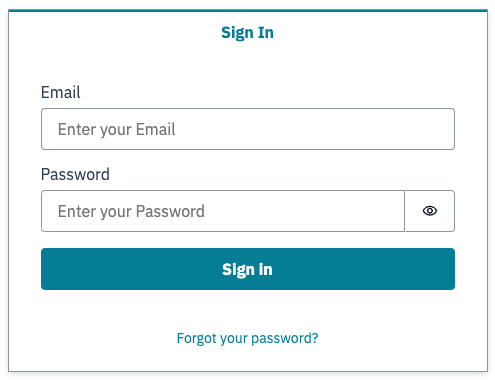 Sign In
Email
Enter your Email
Password
Enter your Password
Sign in
Forgot your password?